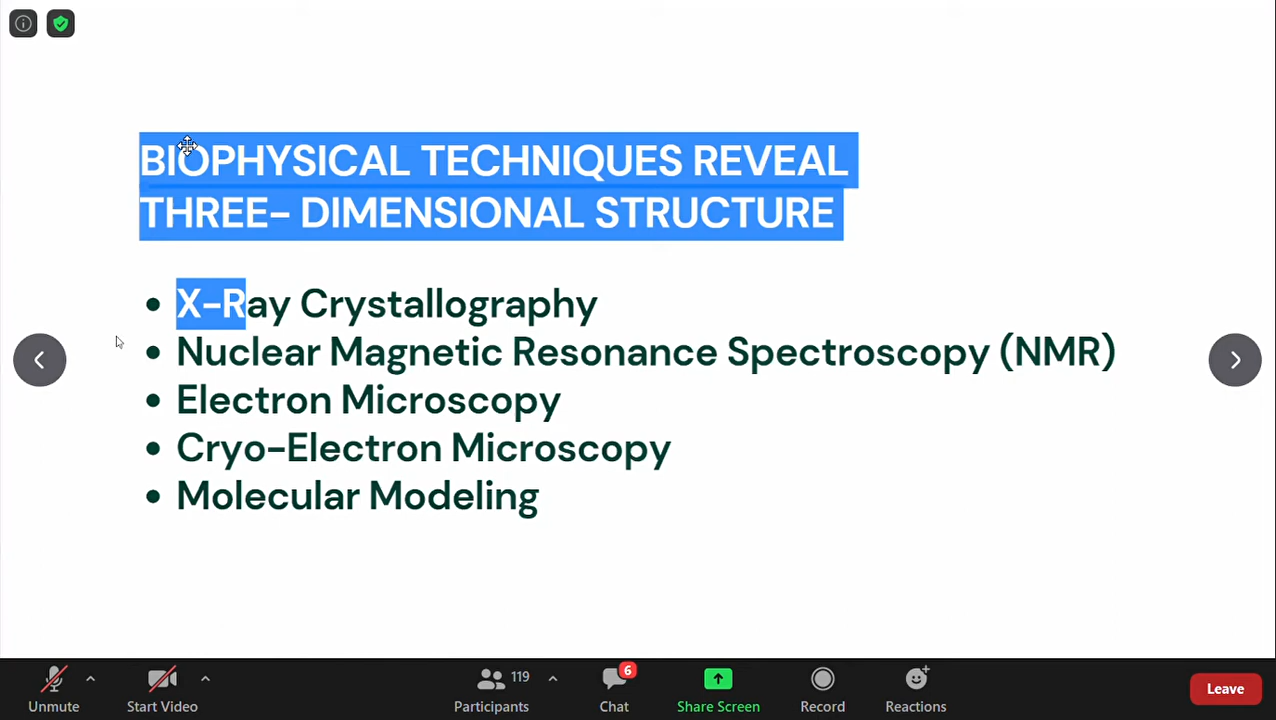 BIOPHYSICAL TECHNIQUES REVEAL
THREE- DIMENSIONAL STRUCTURE
• X-Ray Crystallography
• Nuclear Magnetic Resonance Spectroscopy (NMR)
• Electron Microscopy
• Cryo-Electron Microscopy
• Molecular Modeling
Unmute
Start Video
119
Participants
6
Chat
Share Screen
Record
Reactions
Leave